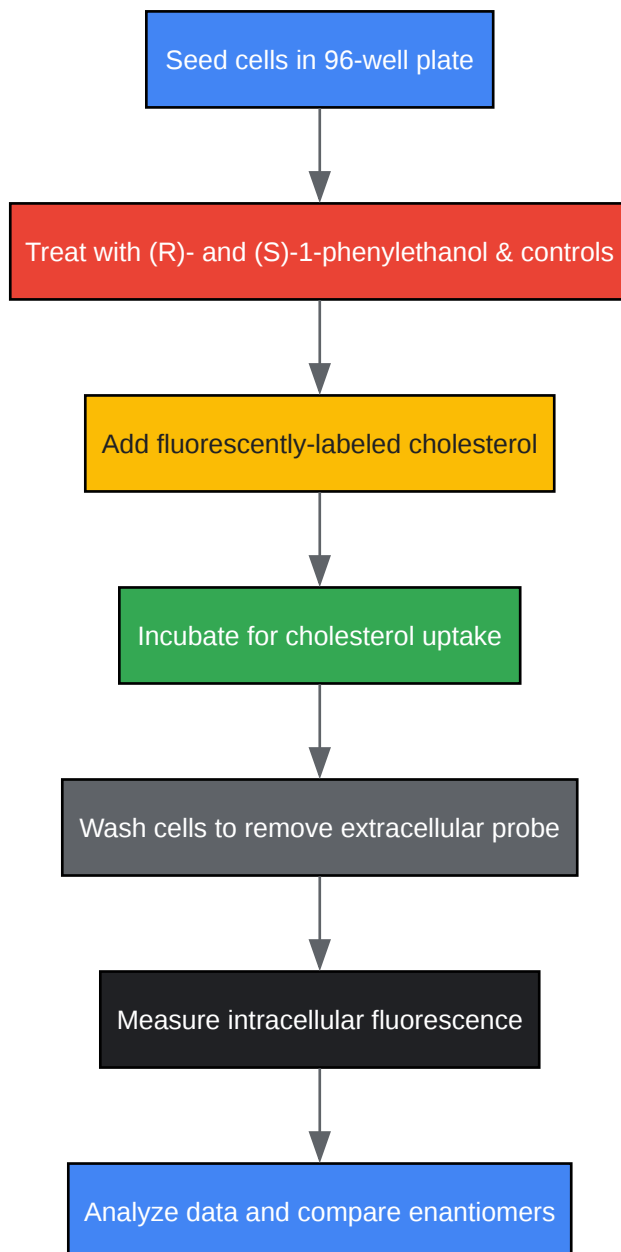 Seed cells in 96-well plate
Treat with (R)- and (S)-1-phenylethanol & controls
Add fluorescently-labeled cholesterol
Incubate for cholesterol uptake
Wash cells to remove extracellular probe
Measure intracellular fluorescence
Analyze data and compare enantiomers